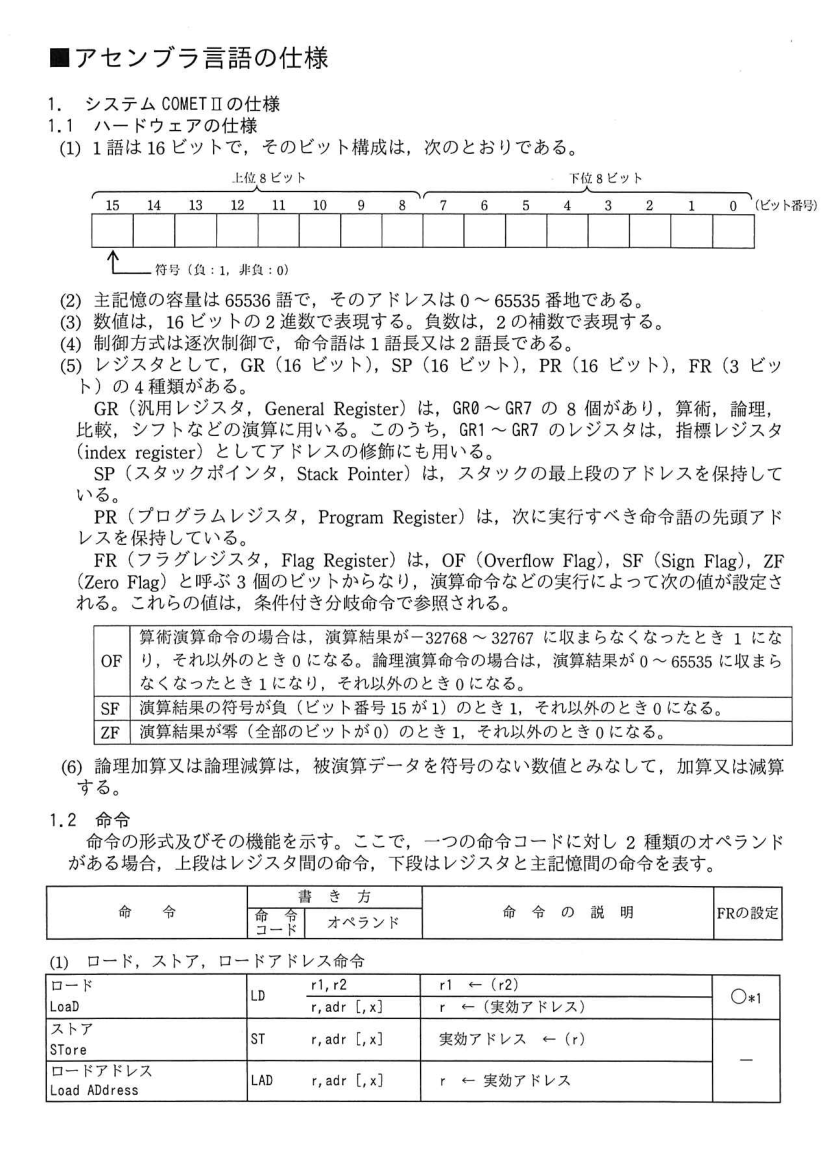 ■アセンブラ言語の仕様
1. システム COMETⅡの仕様
1.1 ハードウェアの仕様
(1) 1語は16ビットで，そのビット構成は，次のとおりである。
上位8ビット 下位8ビット
15 14 13 12 11 10 9 8 7 6 5 4 3 2 1 0 (ビット番号)
符号（負：1，非負：0）
(2) 主記憶の容量は65536語で，そのアドレスは0～65535番地である。
(3) 数値は，16ビットの2進数で表現する。負数は，2の補数で表現する。
(4) 制御方式は逐次制御で，命令語は1語長又は2語長である。
(5) レジスタとして，GR（16ビット），SP（16ビット），PR（16ビット），FR（3ビッ
ト）の4種類がある。
GR（汎用レジスタ，General Register）は，GR0～GR7の8個があり，算術，論理，
比較，シフトなどの演算に用いる。このうち，GR1～GR7のレジスタは，指標レジスタ
（index register）としてアドレスの修飾にも用いる。
SP（スタックポインタ，Stack Pointer）は，スタックの最上段のアドレスを保持して
いる。
PR（プログラムレジスタ，Program Register）は，次に実行すべき命令語の先頭アド
レスを保持している。
FR（フラグレジスタ，Flag Register）は，OF（Overflow Flag），SF（Sign Flag），ZF
（Zero Flag）と呼ぶ3個のビットからなり，演算命令などの実行によって次の値が設定さ
れる。これらの値は，条件付き分岐命令で参照される。
算術演算命令の場合は，演算結果が－32768～32767に収まらなくなったとき1にな
OF り，それ以外のとき0になる。論理演算命令の場合は，演算結果が0～65535に収まら
なくなったとき1になり，それ以外のとき0になる。
SF 演算結果の符号が負（ビット番号15が1）のとき1，それ以外のとき0になる。
ZF 演算結果が零（全部のビットが0）のとき1，それ以外のとき0になる。
(6) 論理加算又は論理減算は，被演算データを符号のない数値とみなして，加算又は減算
する。
1.2 命令
命令の形式及びその機能を示す。ここで，一つの命令コードに対し2種類のオペランド
がある場合，上段はレジスタ間の命令，下段はレジスタと主記憶間の命令を表す。
命令 書き方 命令の説明 FRの設定
命令コード オペランド
(1) ロード，ストア，ロードアドレス命令
ロード LD r1,r2 r1 ← (r2) ○*1
LoaD r,adr [,x] r ← (実効アドレス)
ストア ST r,adr [,x] 実効アドレス ← (r) －
STore
ロードアドレス LAD r,adr [,x] r ← 実効アドレス
Load ADdress